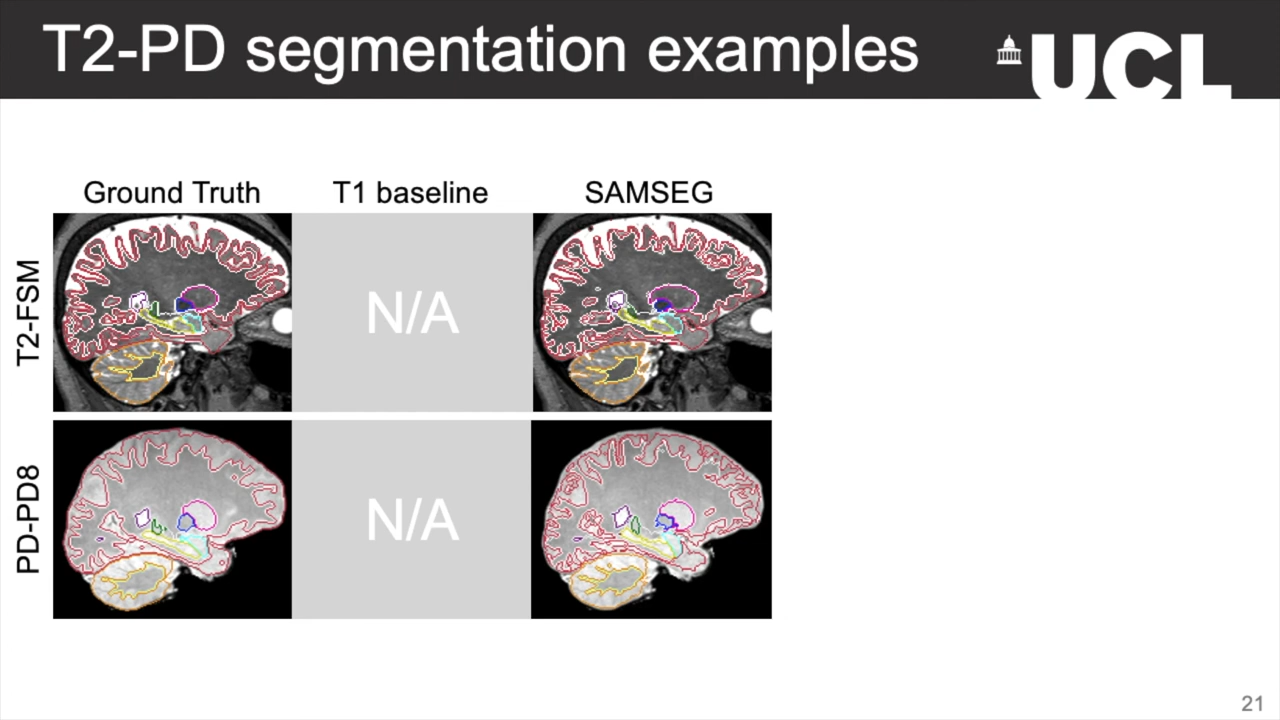 T2-PD segmentation examples
UCL
Ground Truth
T1 baseline
SAMSEG
T2-FSM
N/A
PD-PD8
N/A
21